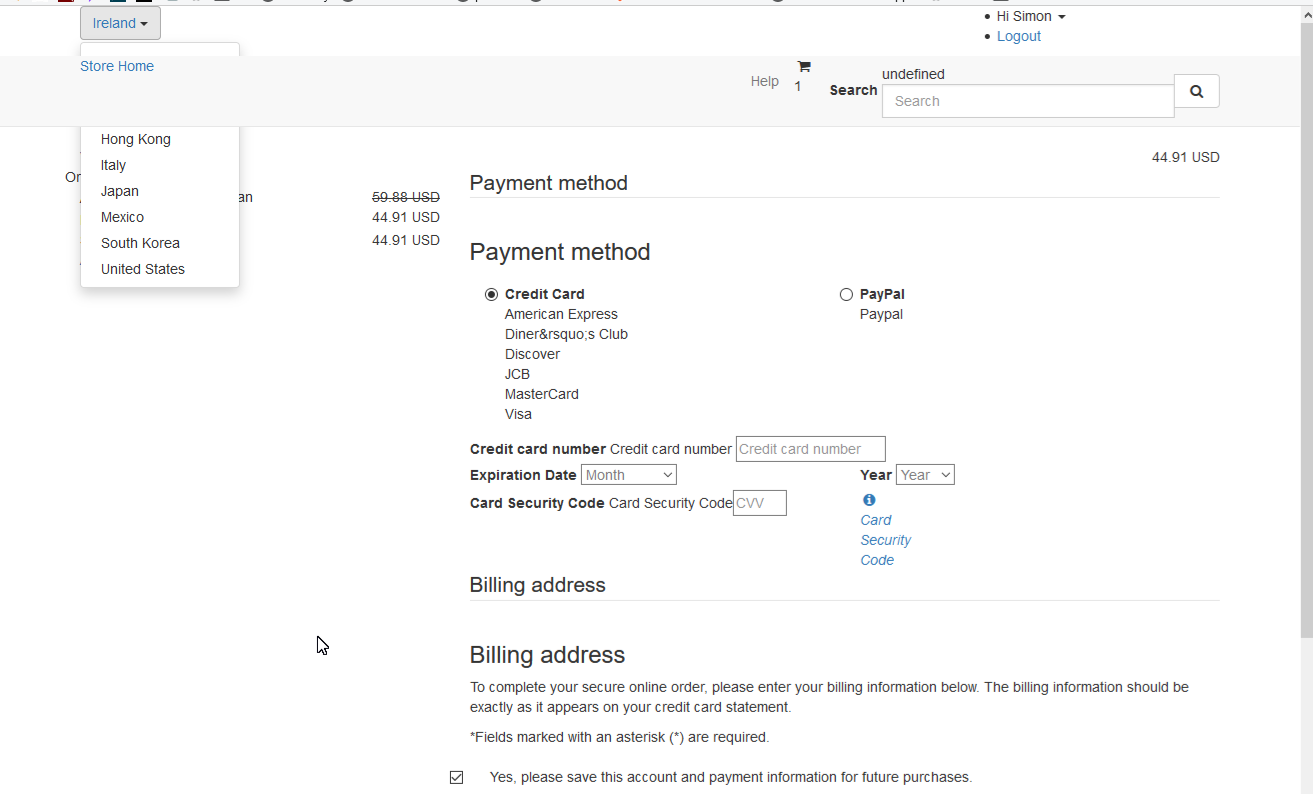 Ireland
Hi Simon
Logout
Store Home
Help
1
Search
undefined
Search
Hong Kong
Italy
Japan
Mexico
South Korea
United States
Or
an
59.88 USD
44.91 USD
44.91 USD
44.91 USD
Payment method
Payment method
Credit Card
American Express
Diner&rsquo;s Club
Discover
JCB
MasterCard
Visa
PayPal
Paypal
Credit card number Credit card number Credit card number
Expiration Date Month
Year Year
Card Security Code Card Security Code CVV
Card
Security
Code
Billing address
Billing address
To complete your secure online order, please enter your billing information below. The billing information should be
exactly as it appears on your credit card statement.
*Fields marked with an asterisk (*) are required.
Yes, please save this account and payment information for future purchases.